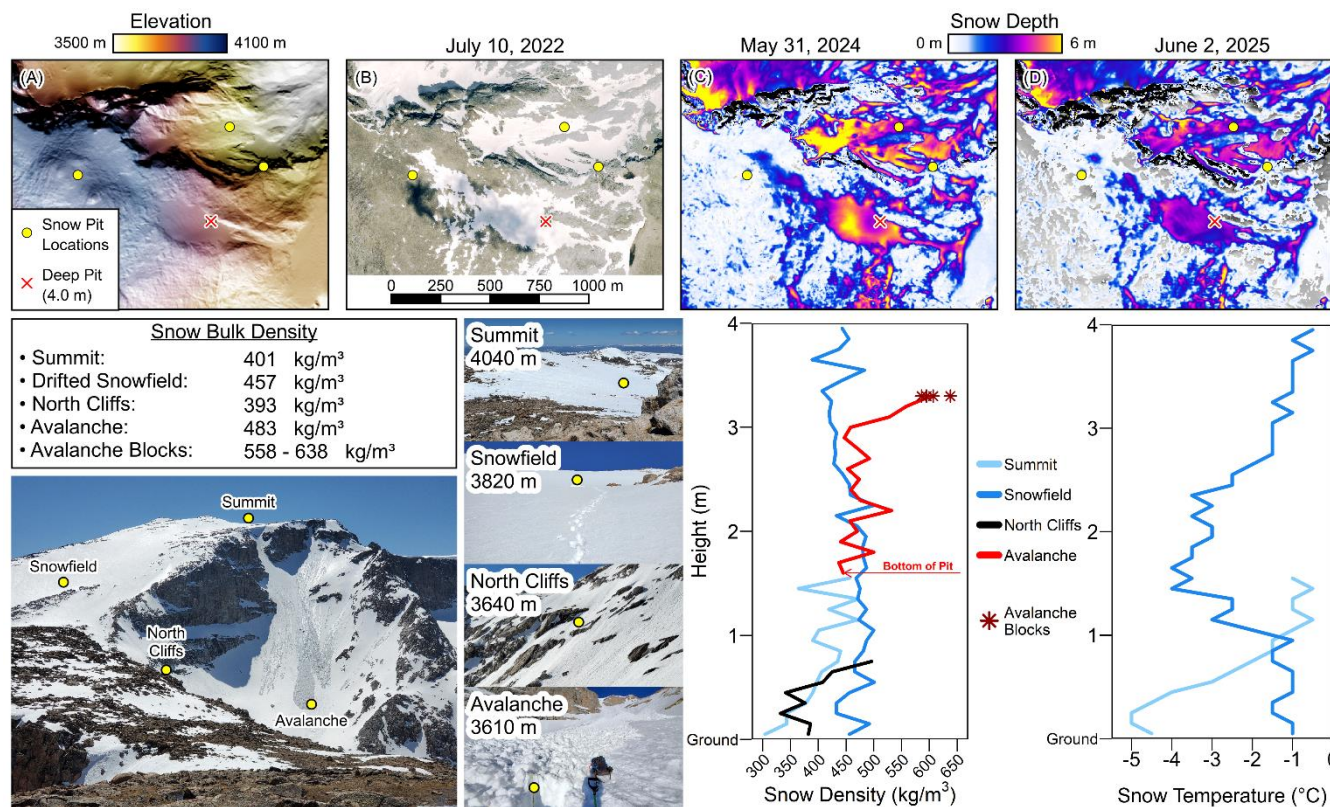 Elevation
3500 m 4100 m
July 10, 2022
May 31, 2024
Snow Depth
0 m 6 m
June 2, 2025
(A)
(B)
(C)
(D)
Snow Pit
Locations
Deep Pit
(4.0 m)
0 250 500 750 1000 m
Snow Bulk Density
• Summit: 401 kg/m³
• Drifted Snowfield: 457 kg/m³
• North Cliffs: 393 kg/m³
• Avalanche: 483 kg/m³
• Avalanche Blocks: 558 - 638 kg/m³
Summit
Snowfield
North
Cliffs
Avalanche
Summit
4040 m
Snowfield
3820 m
North Cliffs
3640 m
Avalanche
3610 m
4
3
2
1
Ground
Height (m)
Bottom of Pit
300 350 400 450 500 550 600 650
Snow Density (kg/m³)
Summit
Snowfield
North Cliffs
Avalanche
Avalanche
Blocks
4
3
2
1
Ground
-5 -4 -3 -2 -1 0
Snow Temperature (°C)